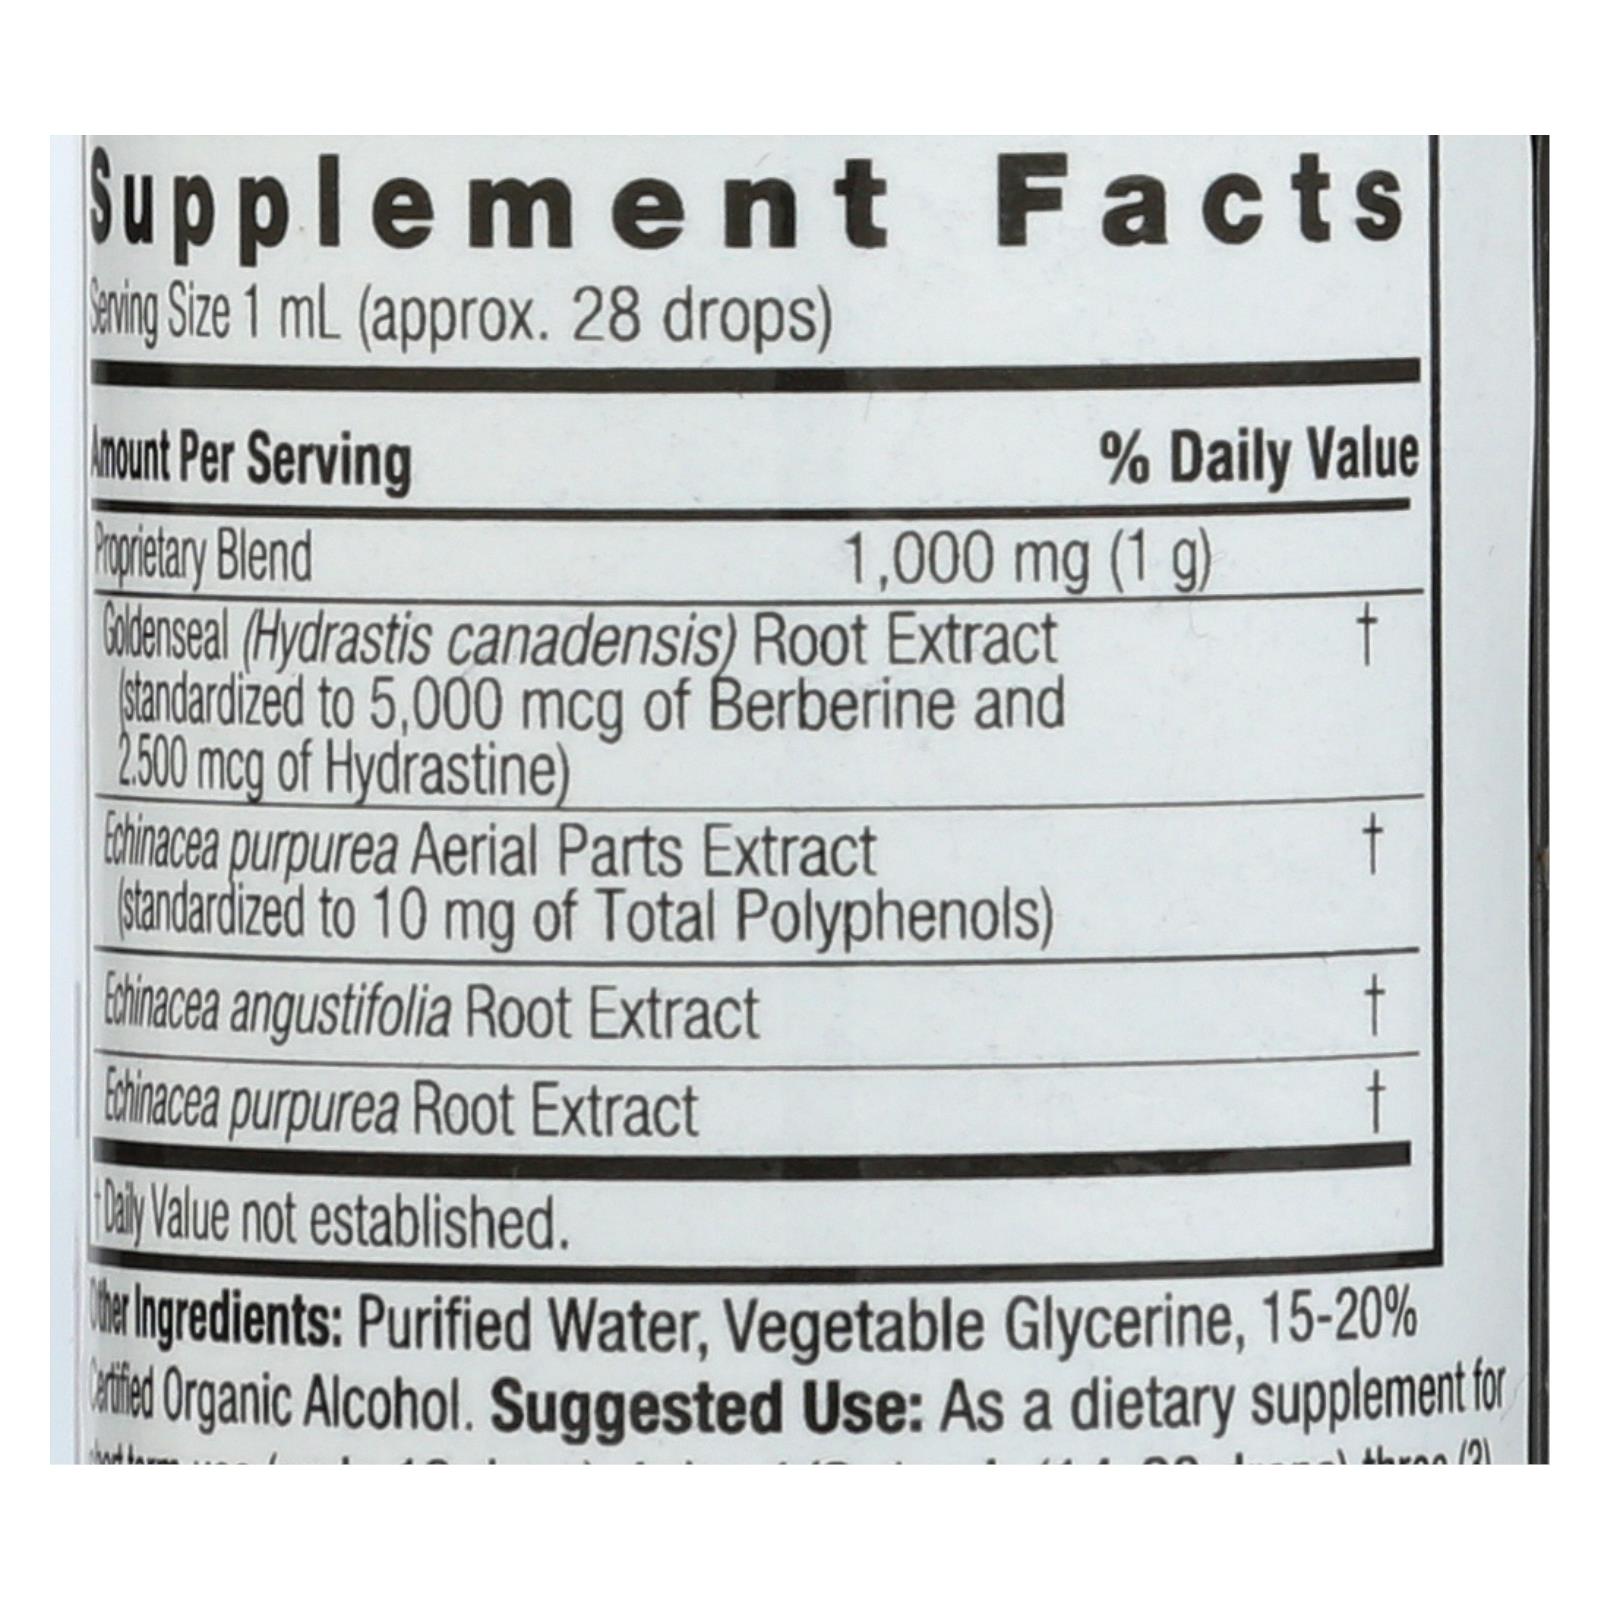 Supplement Facts
Serving Size 1 mL (approx. 28 drops)
Amount Per Serving % Daily Value
Proprietary Blend 1,000 mg (1 g)
Goldenseal (Hydrastis canadensis) Root Extract †
(standardized to 5,000 mcg of Berberine and
2.500 mcg of Hydrastine)
Echinacea purpurea Aerial Parts Extract †
(standardized to 10 mg of Total Polyphenols)
Echinacea angustifolia Root Extract †
Echinacea purpurea Root Extract †
†Daily Value not established.
Other Ingredients: Purified Water, Vegetable Glycerine, 15-20%
Certified Organic Alcohol. Suggested Use: As a dietary supplement for